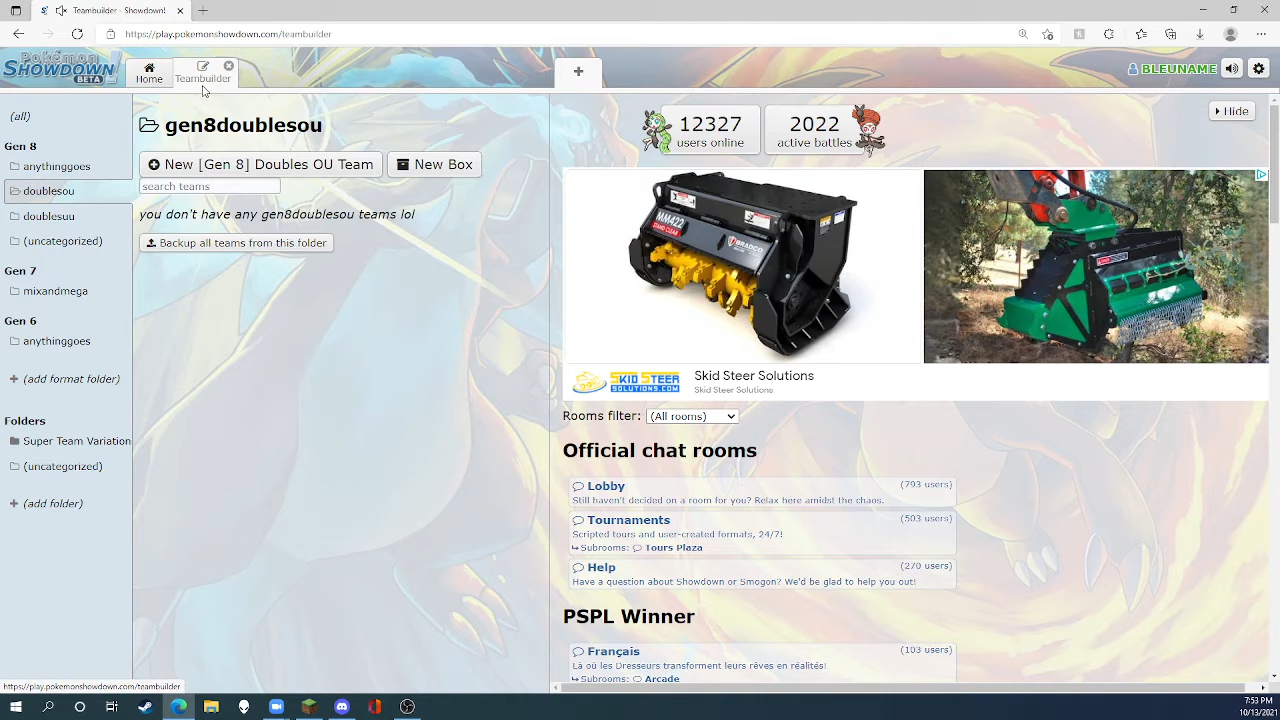 Teambuilder - Showdown!
https://play.pokemonshowdown.com/teambuilder
Pokémon
SHOWDOWN
BETA
Home
Teambuilder
BLEUNAME
(all)
Gen 8
anythinggoes
doublesou
doublesuu
(uncategorized)
Gen 7
mixandmega
Gen 6
anythinggoes
(add format folder)
Folders
Super Team Variation
(uncategorized)
(add folder)
gen8doublesou
New [Gen 8] Doubles OU Team
New Box
search teams
you don't have any gen8doublesou teams lol
Backup all teams from this folder
12327
users online
2022
active battles
Hide
MM422
BRADCO
SKID STEER
SOLUTIONS.COM
Skid Steer Solutions
Skid Steer Solutions
Rooms filter: (All rooms)
Official chat rooms
Lobby (793 users)
Still haven't decided on a room for you? Relax here amidst the chaos.
Tournaments (503 users)
Scripted tours and user-created formats, 24/7!
Subrooms: Tours Plaza
Help (270 users)
Have a question about Showdown or Smogon? We'd be glad to help you out!
PSPL Winner
Français (103 users)
Là où les Dresseurs transforment leurs rêves en réalités!
Subrooms: Arcade
https://play.pokemonshowdown.com/teambuilder
7:53 PM
10/13/2021